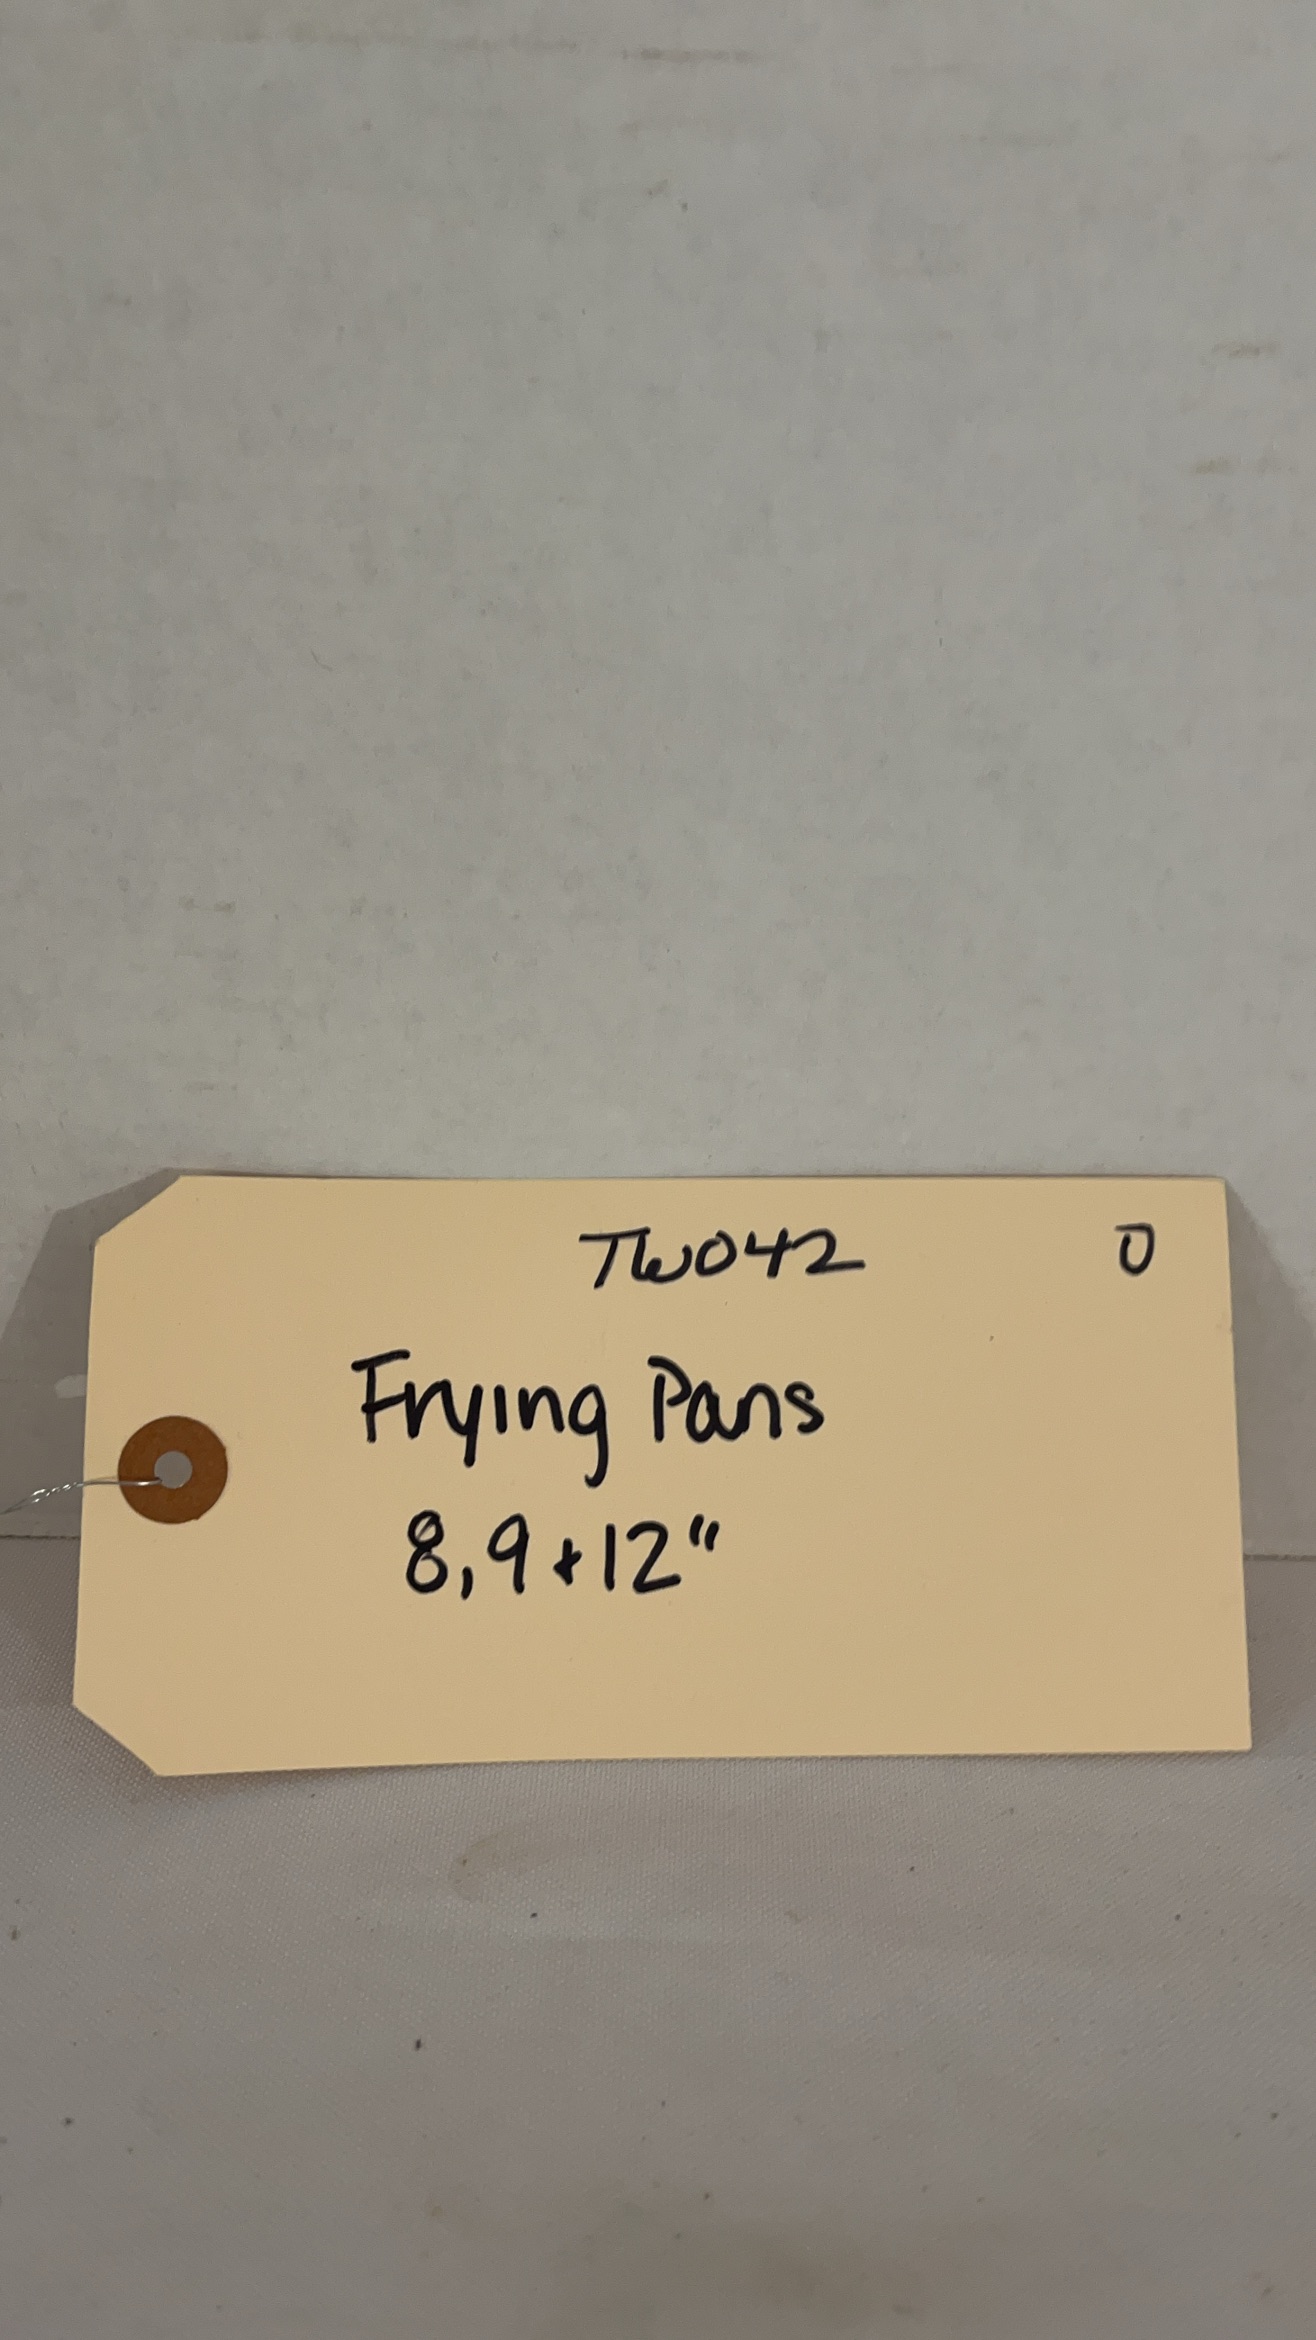 TW042 0
Frying Pans
8, 9 + 12"